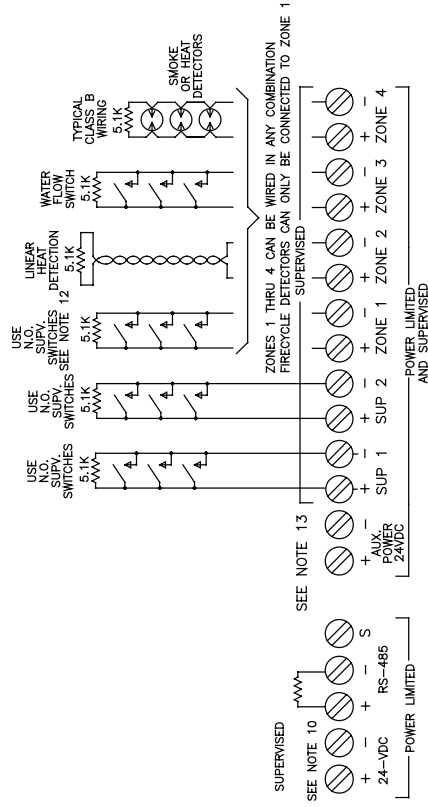 USE
N.O.
SUPV.
SWITCHES
5.1K
USE
N.O.
SUPV.
SWITCHES
5.1K
USE
N.O.
SUPV.
SWITCHES
SEE NOTE 12
5.1K
LINEAR
HEAT
DETECTION
5.1K
WATER
FLOW
SWITCH
5.1K
TYPICAL
CLASS B
WIRING
5.1K
SMOKE
OR HEAT
DETECTORS
ZONES 1 THRU 4 CAN BE WIRED IN ANY COMBINATION
FIRECYCLE DETECTORS CAN ONLY BE CONNECTED TO ZONE 1
SUPERVISED
SUPERVISED
SEE NOTE 10
SEE NOTE 13
+ -
24-VDC
+ - S
RS-485
POWER LIMITED
+ -
AUX.
POWER
24VDC
+ -
SUP 1
+ -
SUP 2
+ -
ZONE 1
+ -
ZONE 2
+ -
ZONE 3
+ -
ZONE 4
POWER LIMITED
AND SUPERVISED